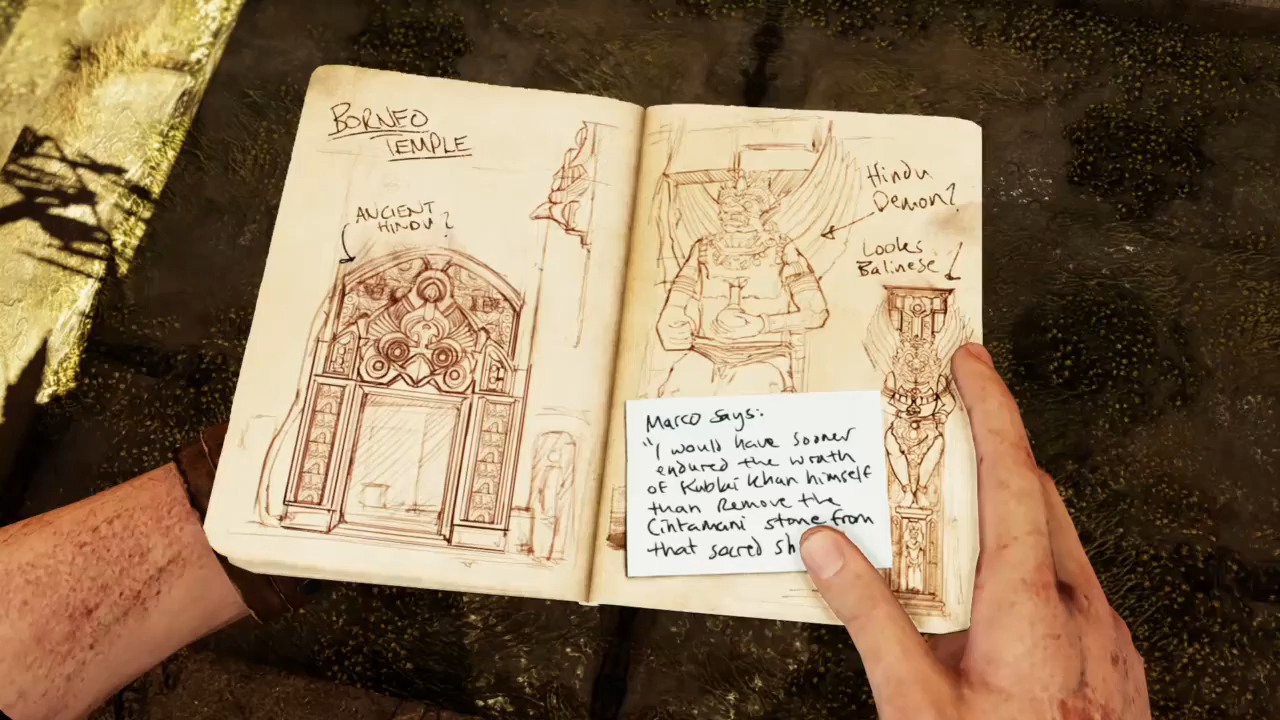 BORNEO
TEMPLE
ANCIENT
HINDU?
Hindu
Demon?
Looks
Balinese
Marco says:
"I would have sooner
endured the wrath
of Kublai Khan himself
than Remove the
Cintamani stone from
that sacred sh